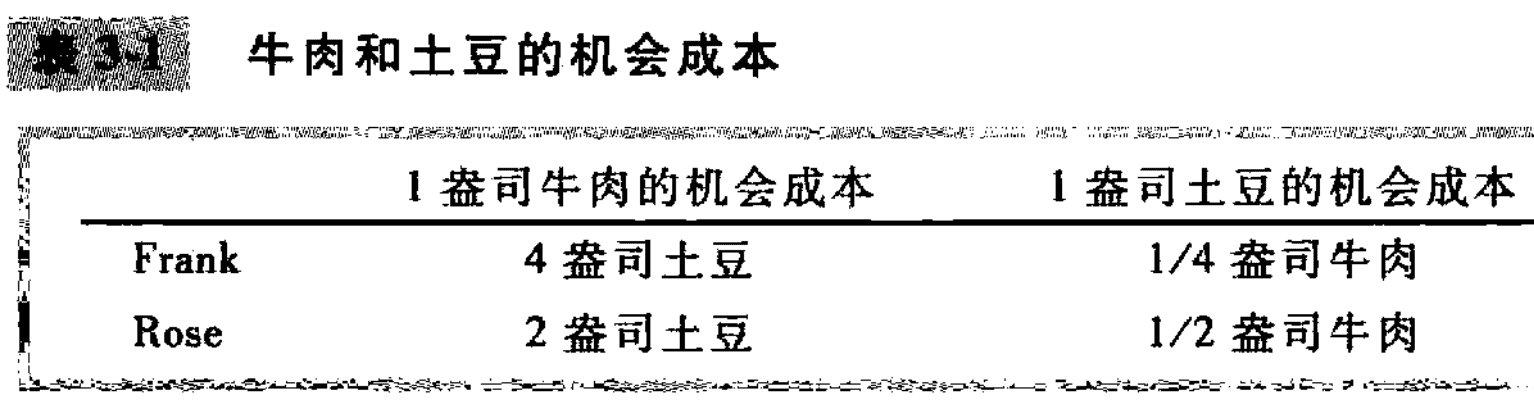 表3-1 牛肉和土豆的机会成本
1 盎司牛肉的机会成本 1 盎司土豆的机会成本
Frank 4 盎司土豆 1/4 盎司牛肉
Rose 2 盎司土豆 1/2 盎司牛肉